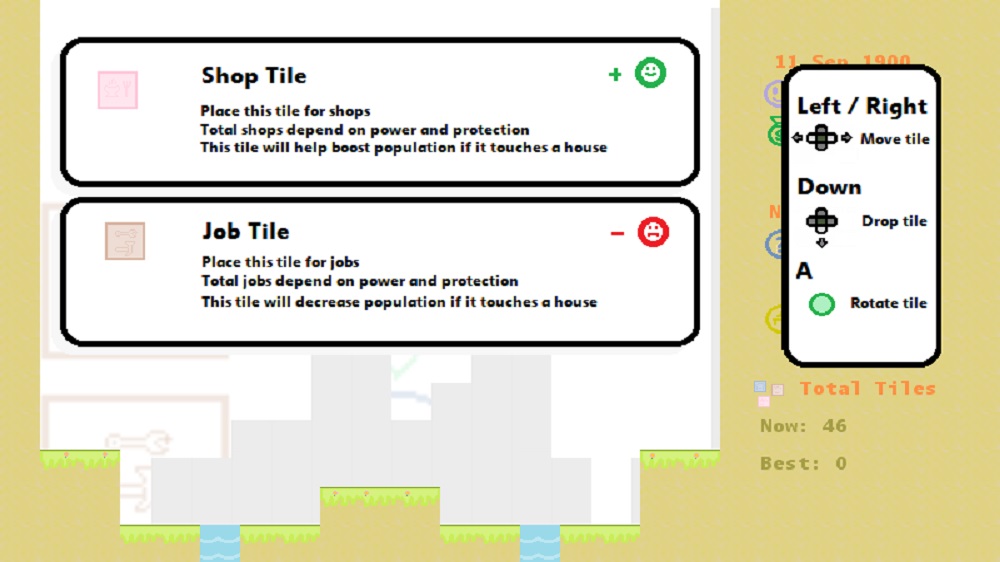 Shop Tile
+
Place this tile for shops
Total shops depend on power and protection
This tile will help boost population if it touches a house
Job Tile
-
Place this tile for jobs
Total jobs depend on power and protection
This tile will decrease population if it touches a house
11 Sep 1900
Left / Right
Move tile
Down
Drop tile
A
Rotate tile
Total Tiles
Now: 46
Best: 0